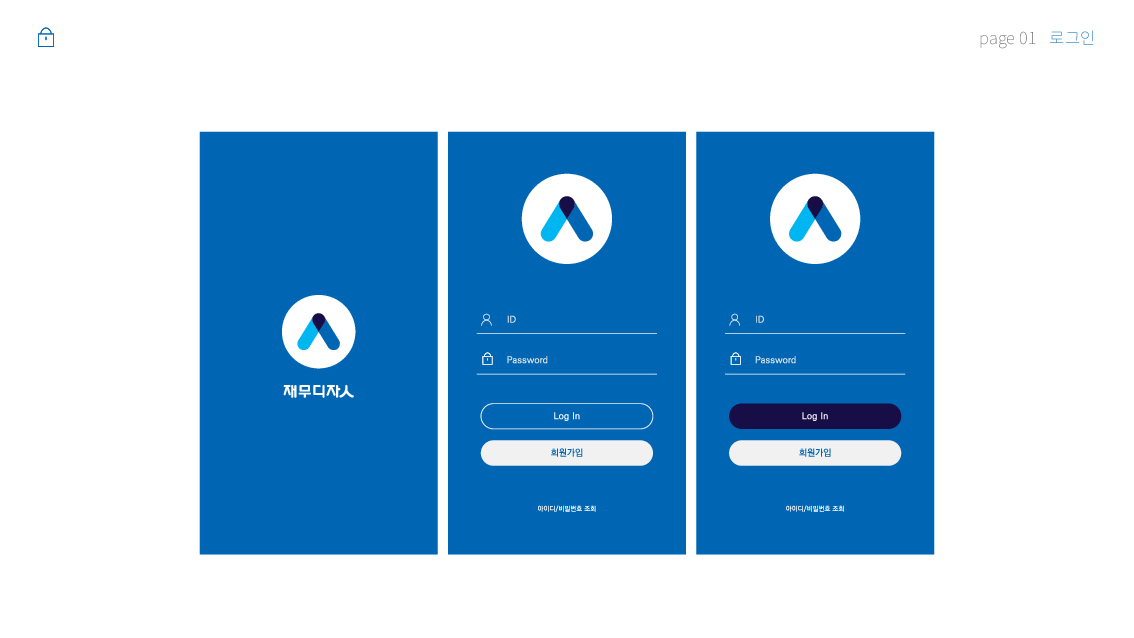 page 01 로그인
재무디자人
ID
Password
Log In
회원가입
아이디/비밀번호 조회
ID
Password
Log In
회원가입
아이디/비밀번호 조회